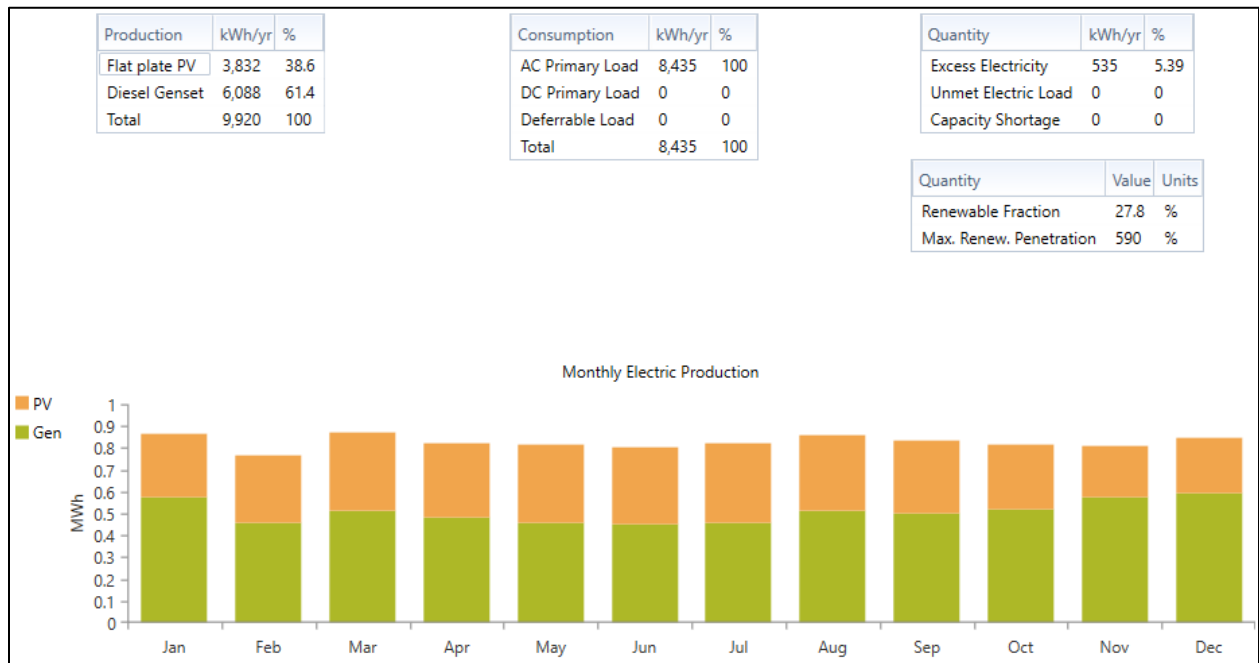 Production kWh/yr %
Flat plate PV 3,832 38.6
Diesel Genset 6,088 61.4
Total 9,920 100
Consumption kWh/yr %
AC Primary Load 8,435 100
DC Primary Load 0 0
Deferrable Load 0 0
Total 8,435 100
Quantity kWh/yr %
Excess Electricity 535 5.39
Unmet Electric Load 0 0
Capacity Shortage 0 0
Quantity Value Units
Renewable Fraction 27.8 %
Max. Renew. Penetration 590 %
Monthly Electric Production
PV
Gen
MWh
1
0.9
0.8
0.7
0.6
0.5
0.4
0.3
0.2
0.1
0
Jan Feb Mar Apr May Jun Jul Aug Sep Oct Nov Dec